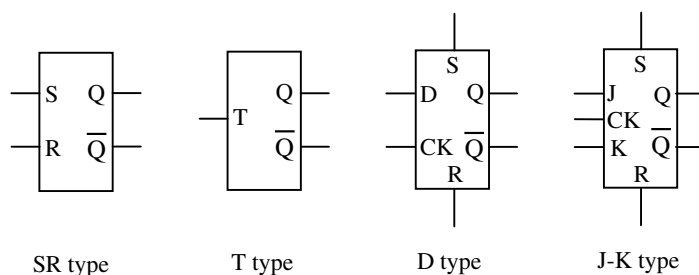 S Q
R Q̅
SR type
Q
T
Q̅
T type
S
D Q
CK Q̅
R
D type
S
J Q
CK
K Q̅
R
J-K type